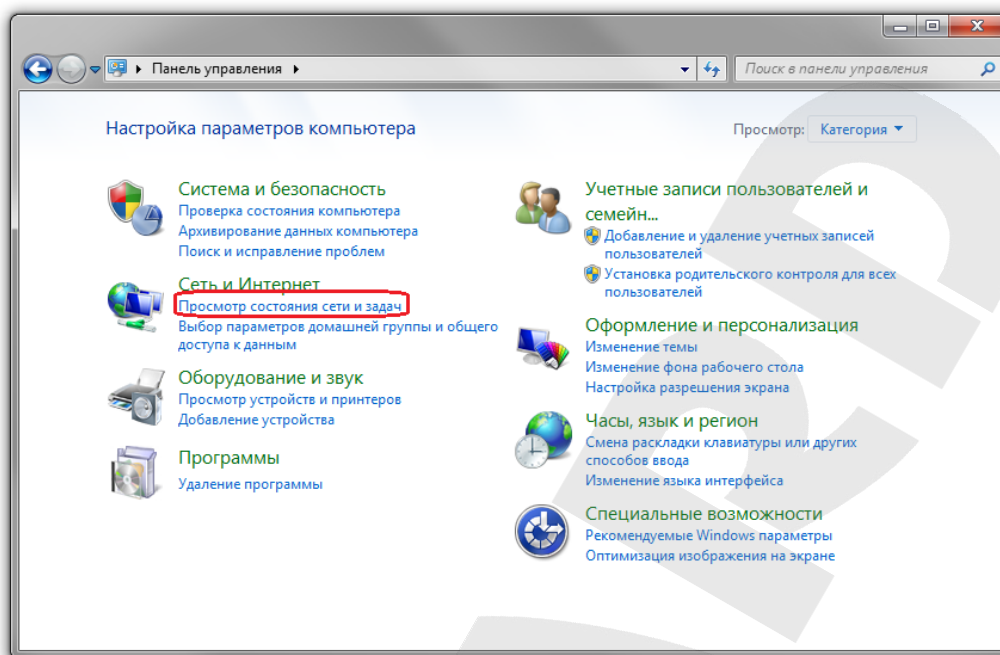 Панель управления
Поиск в панели управления
Настройка параметров компьютера
Просмотр: Категория
Система и безопасность
Проверка состояния компьютера
Архивирование данных компьютера
Поиск и исправление проблем
Сеть и Интернет
Просмотр состояния сети и задач
Выбор параметров домашней группы и общего
доступа к данным
Оборудование и звук
Просмотр устройств и принтеров
Добавление устройства
Программы
Удаление программы
Учетные записи пользователей и
семейн...
Добавление и удаление учетных записей
пользователей
Установка родительского контроля для всех
пользователей
Оформление и персонализация
Изменение темы
Изменение фона рабочего стола
Настройка разрешения экрана
Часы, язык и регион
Смена раскладки клавиатуры или других
способов ввода
Изменение языка интерфейса
Специальные возможности
Рекомендуемые Windows параметры
Оптимизация изображения на экране